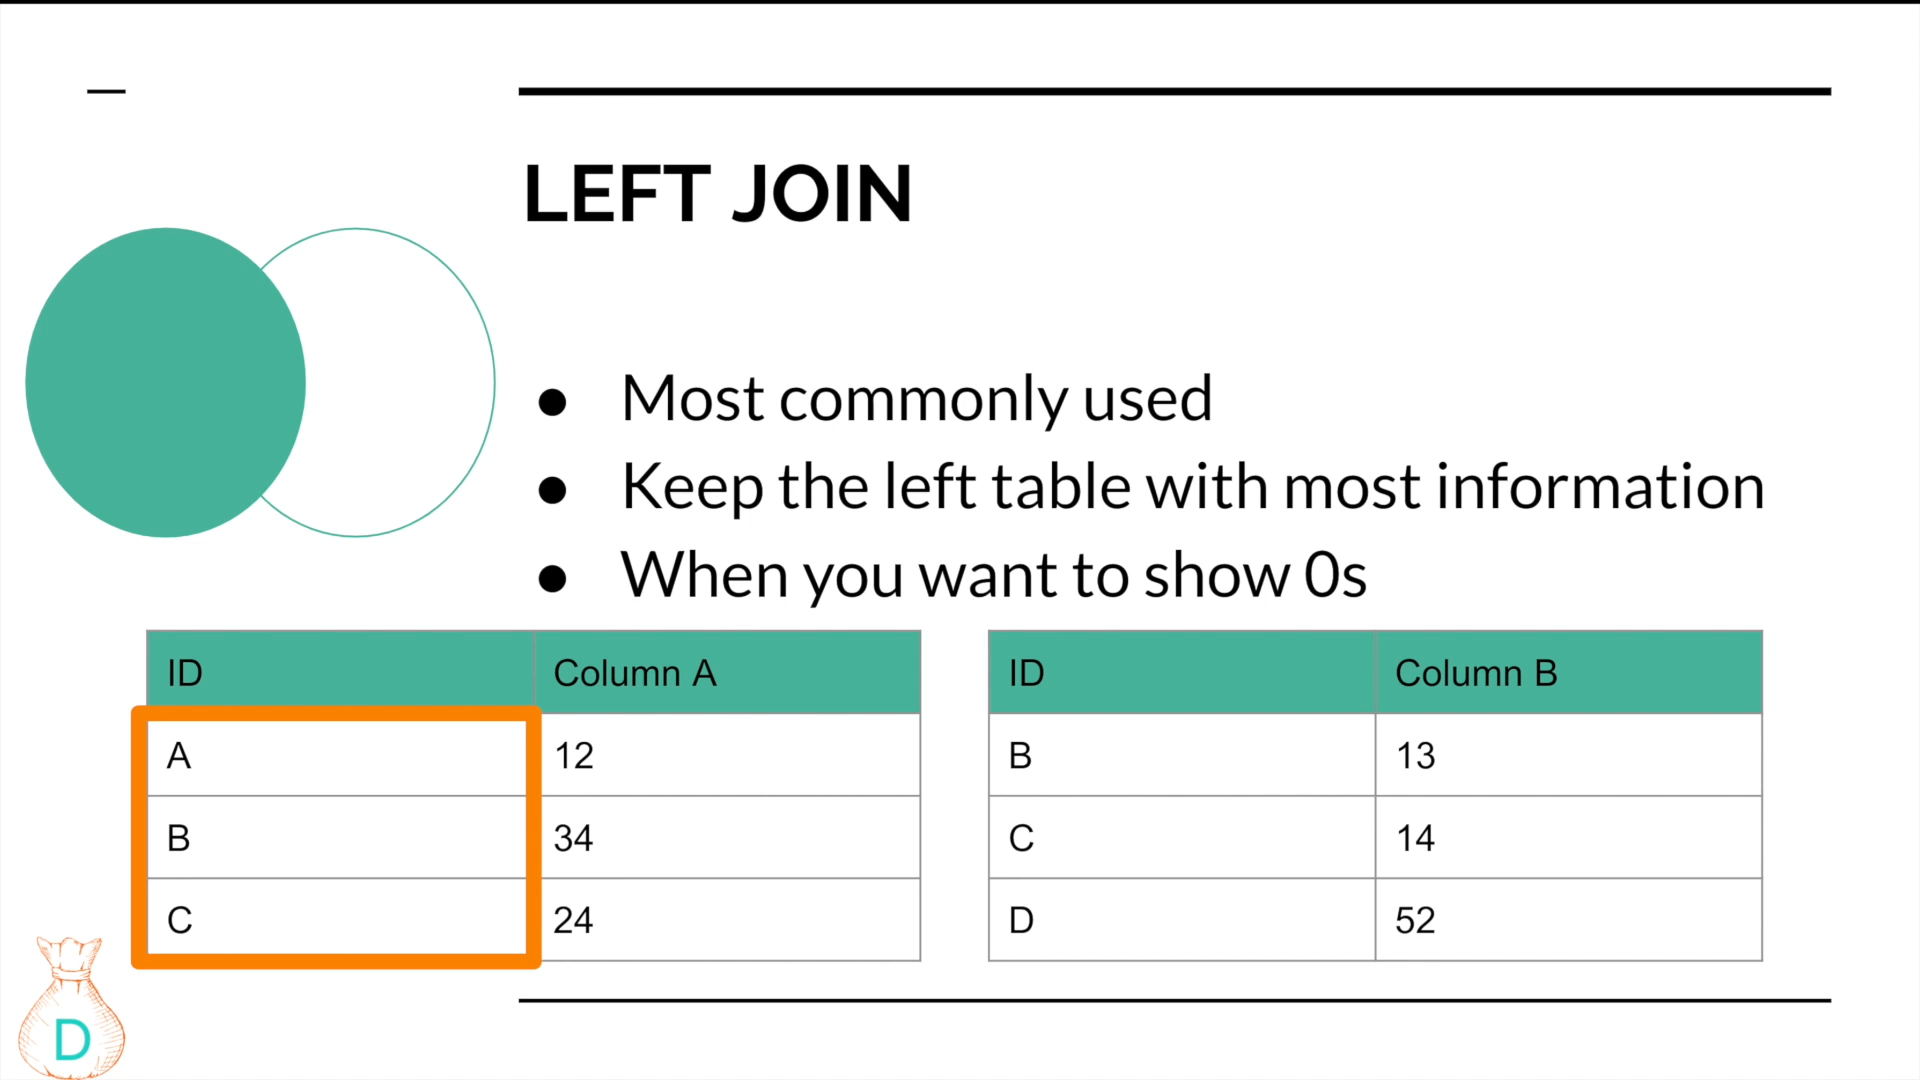 LEFT JOIN
● Most commonly used
● Keep the left table with most information
● When you want to show 0s
ID Column A
A 12
B 34
C 24
ID Column B
B 13
C 14
D 52
D